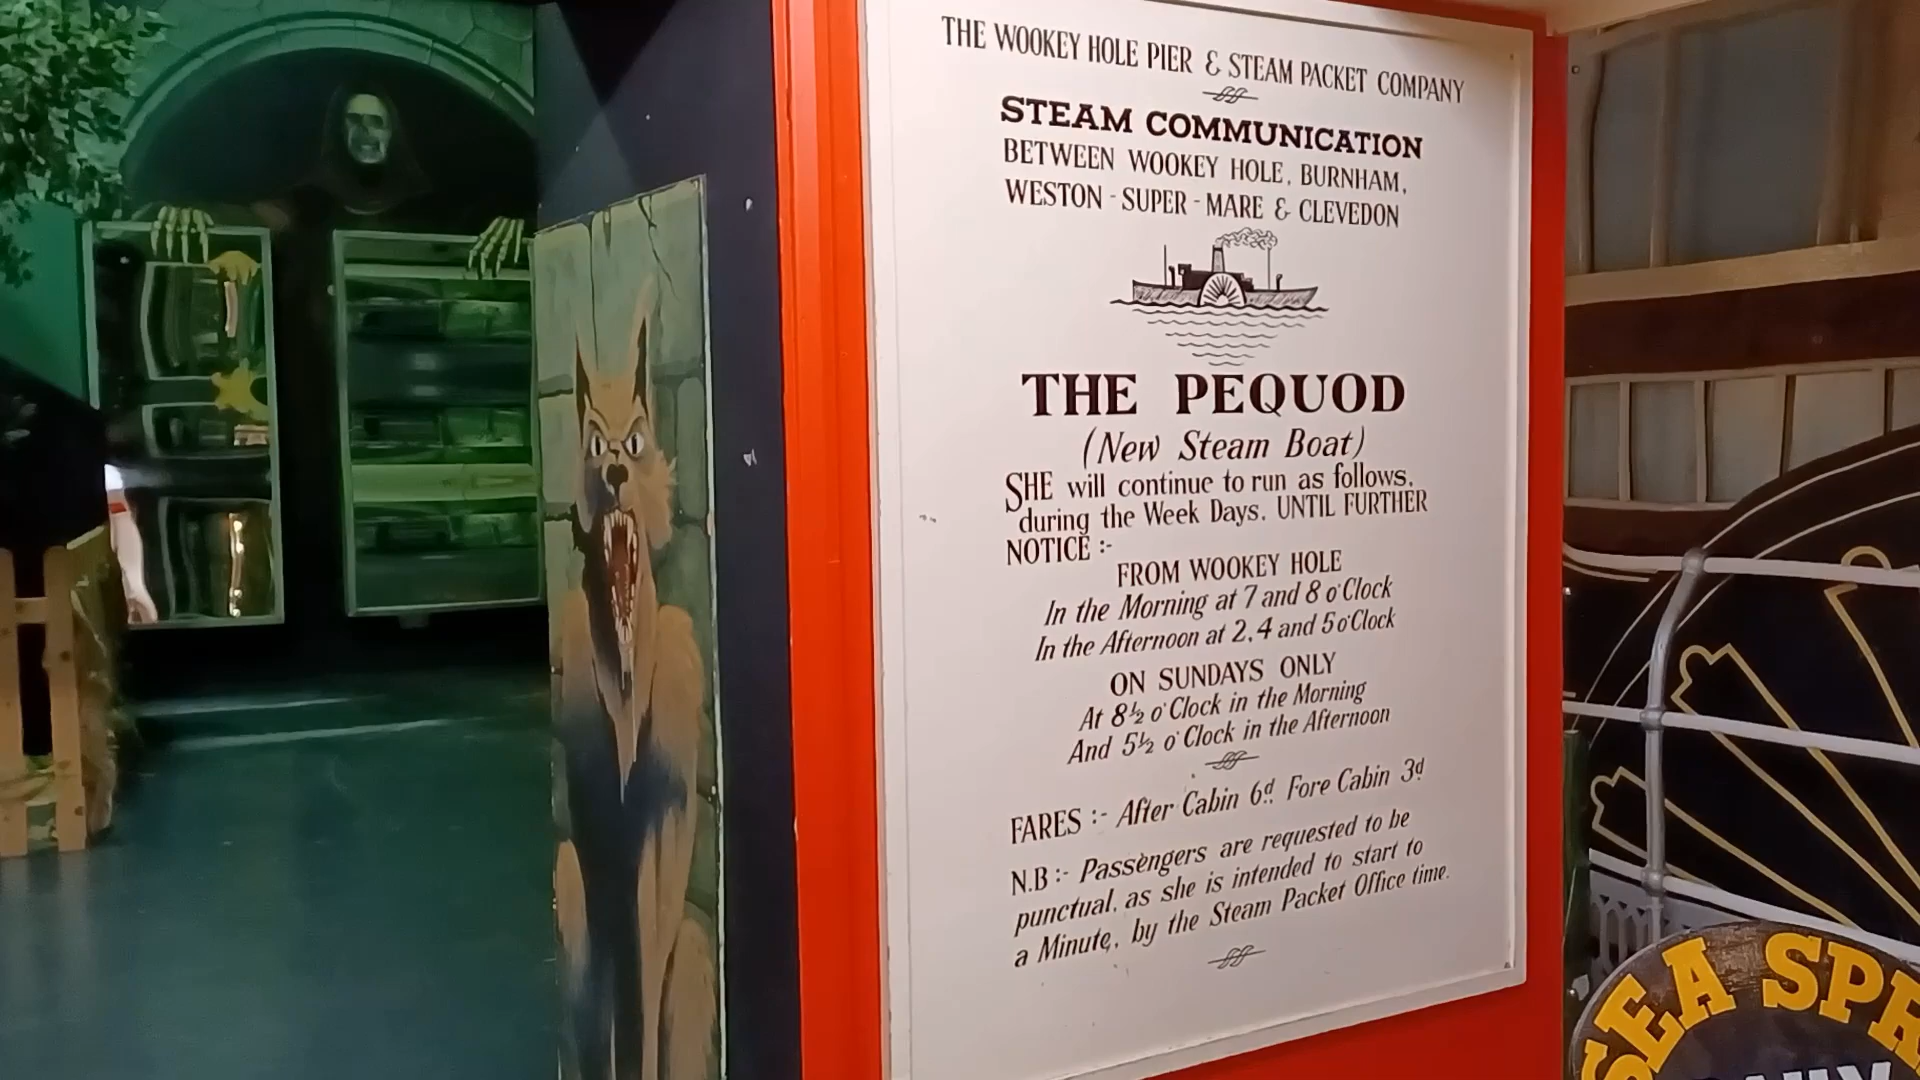 THE WOOKEY HOLE PIER & STEAM PACKET COMPANY
STEAM COMMUNICATION
BETWEEN WOOKEY HOLE, BURNHAM,
WESTON - SUPER - MARE & CLEVEDON
THE PEQUOD
(New Steam Boat)
SHE will continue to run as follows,
during the Week Days, UNTIL FURTHER
NOTICE :-
FROM WOOKEY HOLE
In the Morning at 7 and 8 o'Clock
In the Afternoon at 2, 4 and 5 o'Clock
ON SUNDAYS ONLY
At 8½ o'Clock in the Morning
And 5½ o'Clock in the Afternoon
FARES :- After Cabin 6d. Fore Cabin 3d
N.B :- Passengers are requested to be
punctual, as she is intended to start to
a Minute, by the Steam Packet Office time.
SEA